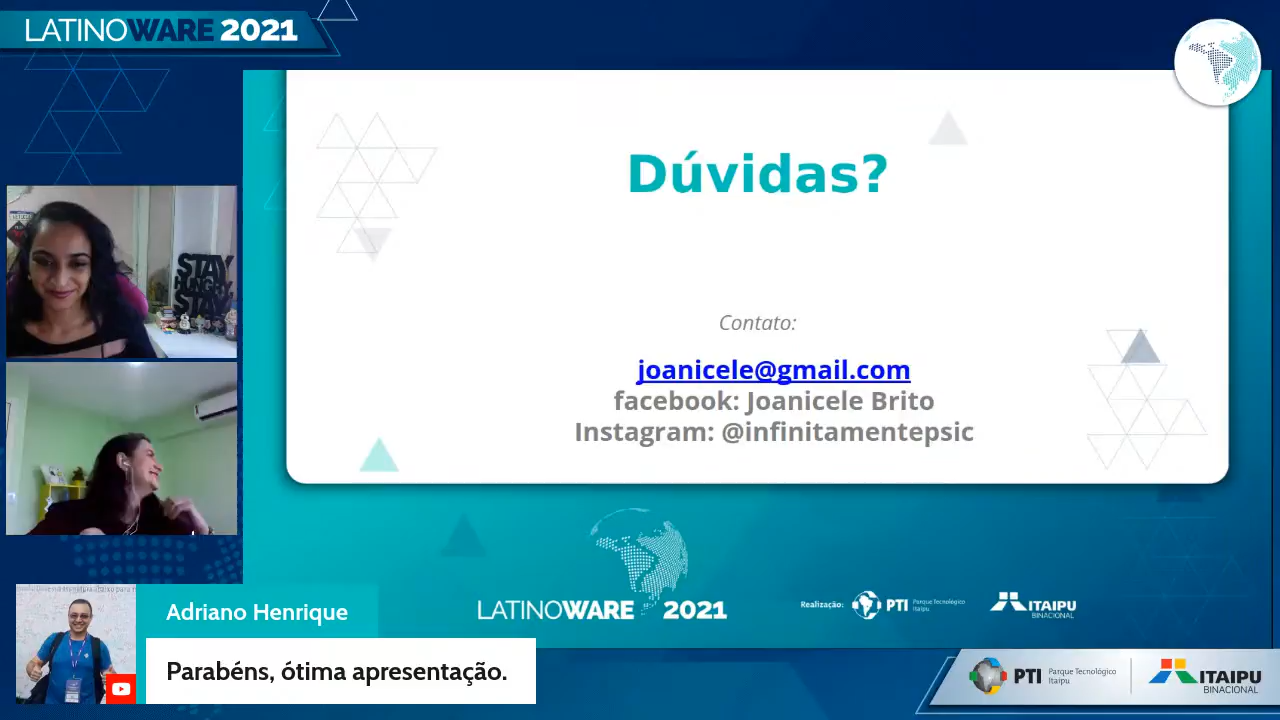 LATINOWARE 2021
Dúvidas?
Contato:
joanicele@gmail.com
facebook: Joanicele Brito
Instagram: @infinitamentepsic
STAY
HUNGRY
STAY
LATINOWARE 2021
Realização:
PTI Parque Tecnológico
Itaipu
ITAIPU
BINACIONAL
Adriano Henrique
Parabéns, ótima apresentação.
PTI Parque Tecnológico
Itaipu
ITAIPU
BINACIONAL